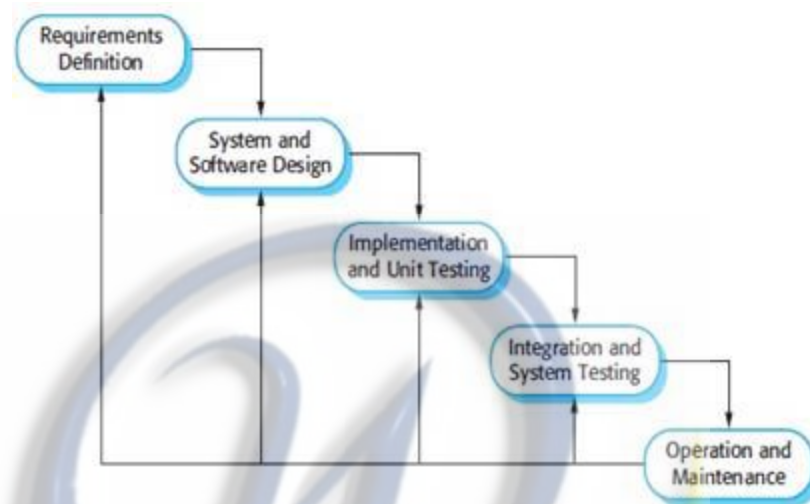 Requirements
Definition
System and
Software Design
Implementation
and Unit Testing
Integration and
System Testing
Operation and
Maintenance